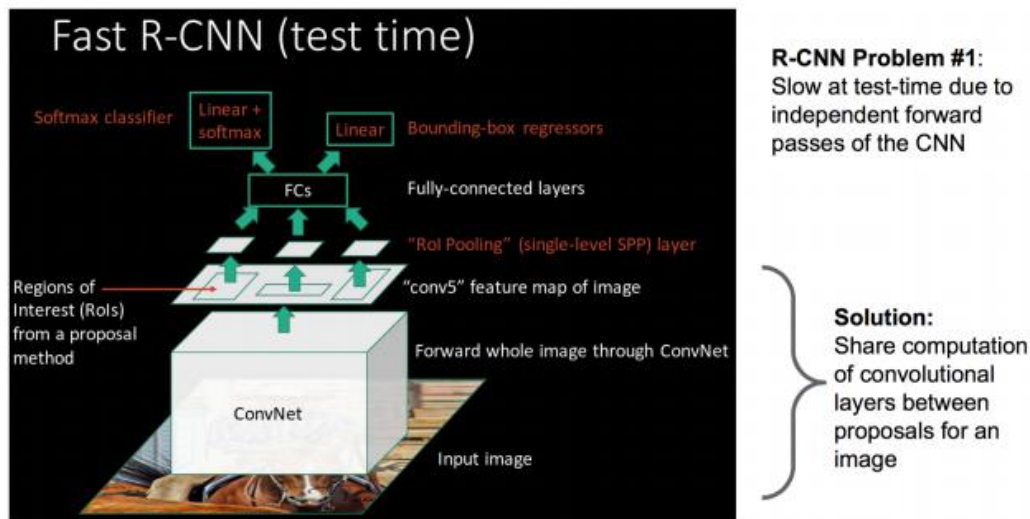 Fast R-CNN (test time)
Softmax classifier
Linear +
softmax
Linear
Bounding-box regressors
FCs
Fully-connected layers
"RoI Pooling" (single-level SPP) layer
Regions of
Interest (RoIs)
from a proposal
method
"conv5" feature map of image
Forward whole image through ConvNet
ConvNet
Input image
R-CNN Problem #1:
Slow at test-time due to
independent forward
passes of the CNN
Solution:
Share computation
of convolutional
layers between
proposals for an
image